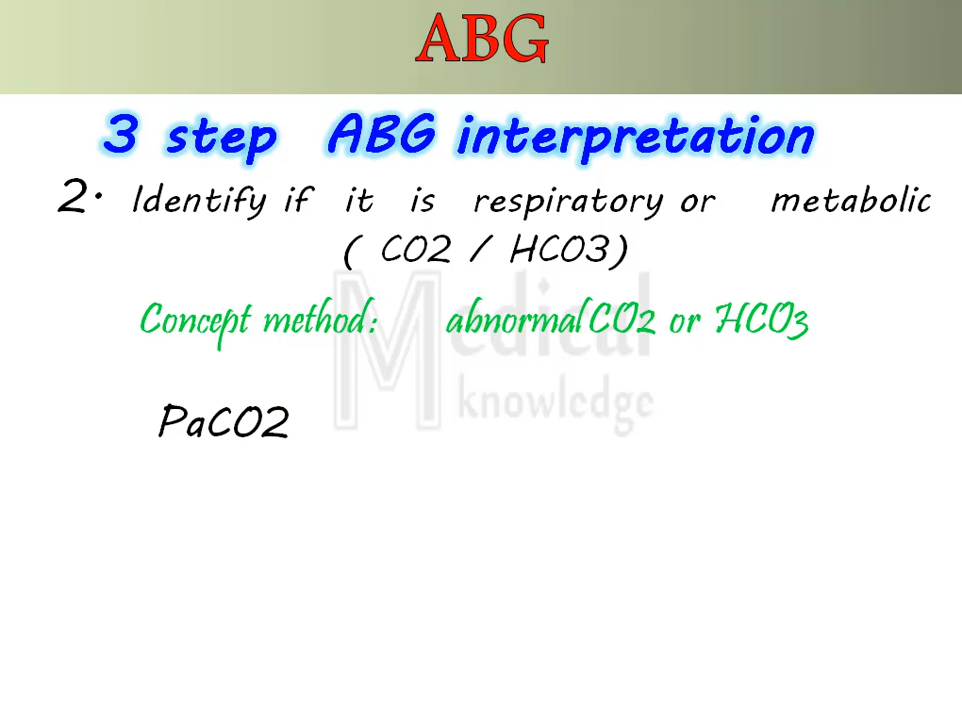 ABG
3 step ABG interpretation
2. Identify if it is respiratory or metabolic
( CO2 / HCO3)
Concept method: abnormal CO2 or HCO3
Medical
knowledge
PaCO2